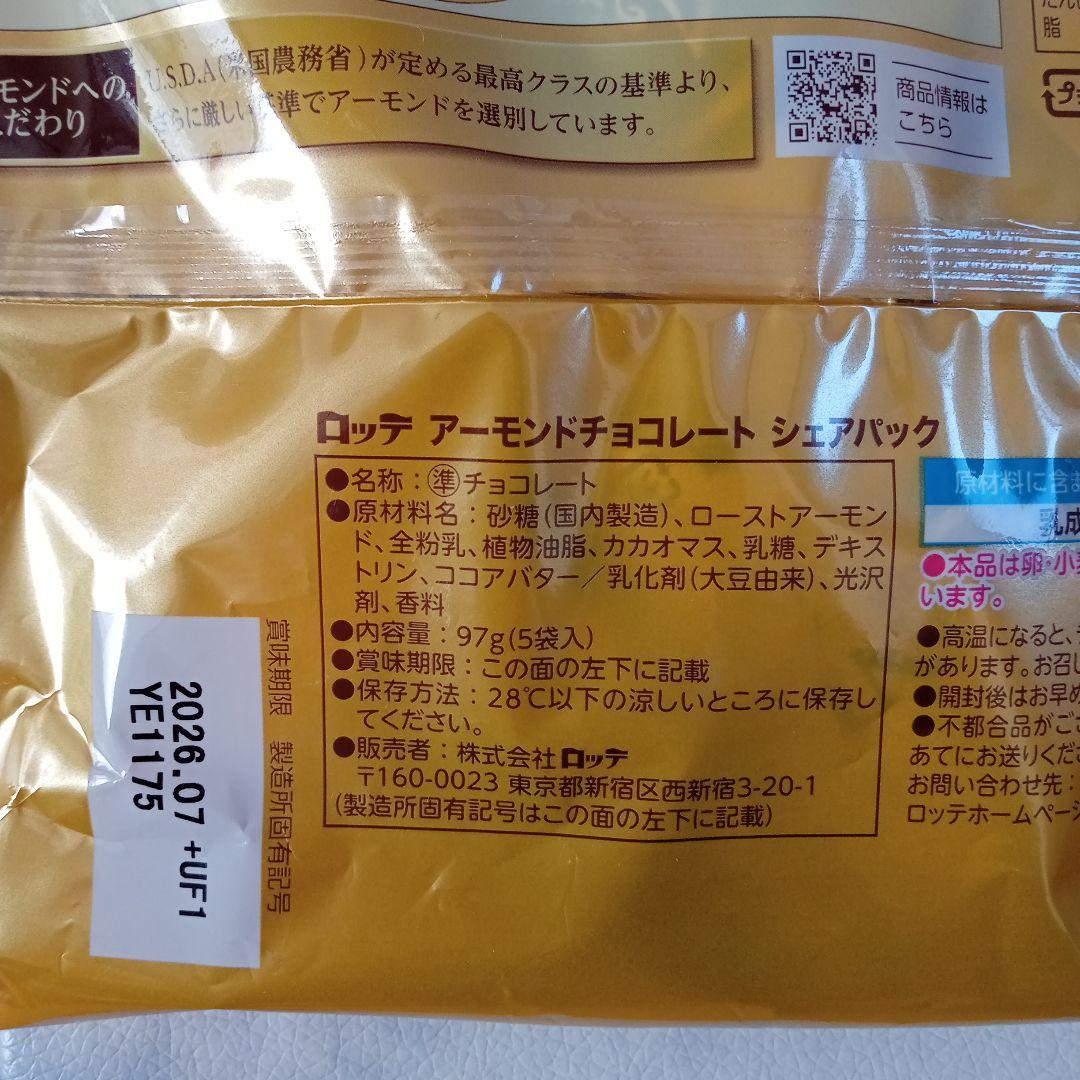 脂
モンドへの
だわり
U.S.D.A(米国農務省)が定める最高クラスの基準より、
さらに厳しい基準でアーモンドを選別しています。
商品情報は
こちら
プ
ロッテ アーモンドチョコレート シェアパック
●名称:準チョコレート
●原材料名:砂糖(国内製造)、ローストアーモン
ド、全粉乳、植物油脂、カカオマス、乳糖、デキス
トリン、ココアバター/乳化剤(大豆由来)、光沢
剤、香料
●内容量:97g(5袋入)
●賞味期限:この面の左下に記載
●保存方法:28℃以下の涼しいところに保存し
てください。
●販売者:株式会社ロッテ
〒160-0023 東京都新宿区西新宿3-20-1
(製造所固有記号はこの面の左下に記載)
原材料に含ま
乳成
●本品は卵・小麦
います。
●高温になると、
があります。お召し
●開封後はお早め
●不都合品がご
あてにお送りくだ
お問い合わせ先:
ロッテホームペー
賞味期限 製造所固有記号
2026.07 +UF1
YE1175